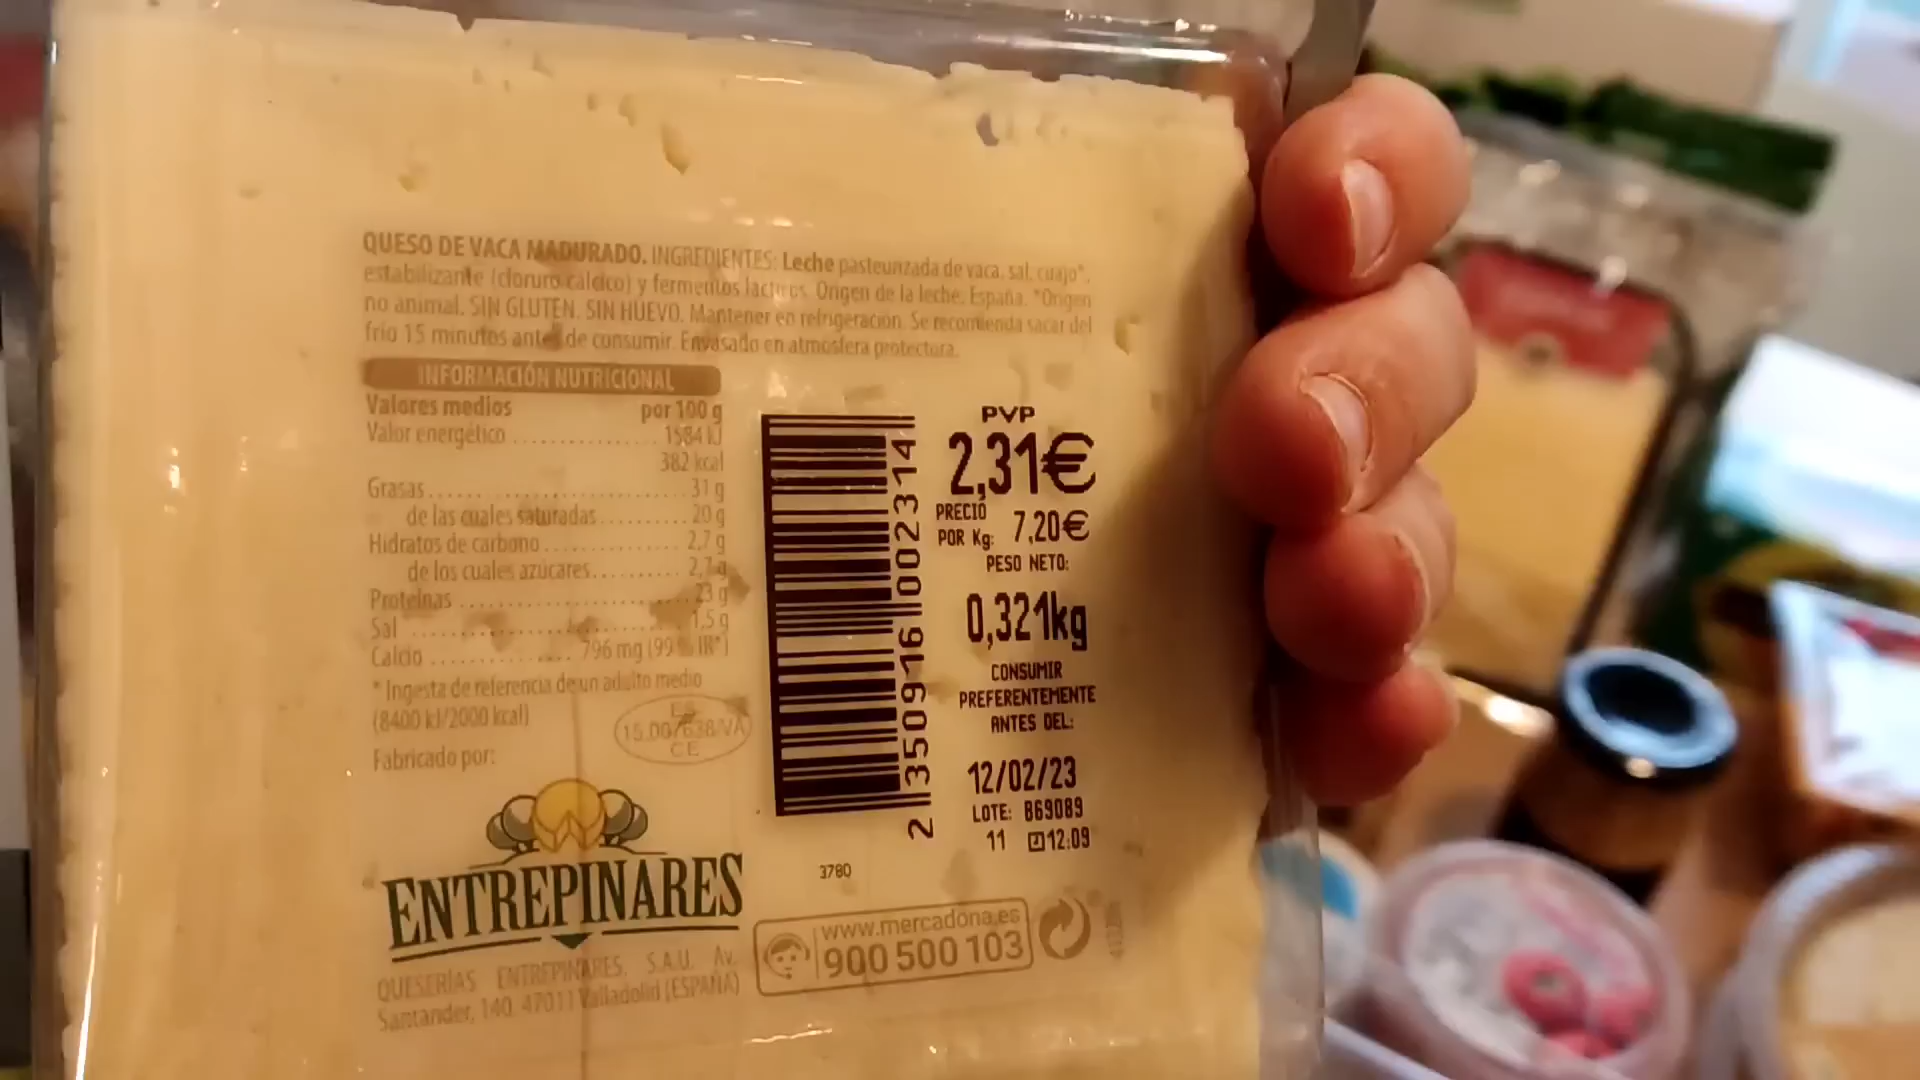 QUESO DE VACA MADURADO. INGREDIENTES: Leche pasteurizada de vaca, sal, cuajo*,
estabilizante (cloruro cálcico) y fermentos lácticos. Origen de la leche: España. *Origen
no animal. SIN GLUTEN. SIN HUEVO. Mantener en refrigeración. Se recomienda sacar del
frío 15 minutos antes de consumir. Envasado en atmósfera protectora.
INFORMACIÓN NUTRICIONAL
Valores medios por 100 g
Valor energético 1584 kJ
382 kcal
Grasas 31 g
de las cuales saturadas 20 g
Hidratos de carbono 2,7 g
de los cuales azúcares 2,7 g
Proteínas 23 g
Sal 1,5 g
Calcio 796 mg (99 % IR*)
* Ingesta de referencia de un adulto medio
(8400 kJ/2000 kcal)
Fabricado por:
ES
15.007638/VA
CE
ENTREPINARES
QUESERÍAS ENTREPINARES, S.A.U. Av.
Santander, 140. 47011 Valladolid (ESPAÑA)
2 350916 002314
3780
PVP
2,31€
PRECIO
POR Kg: 7,20€
PESO NETO:
0,321kg
CONSUMIR
PREFERENTEMENTE
ANTES DEL:
12/02/23
LOTE: B69089
11 12:09
www.mercadona.es
900 500 103